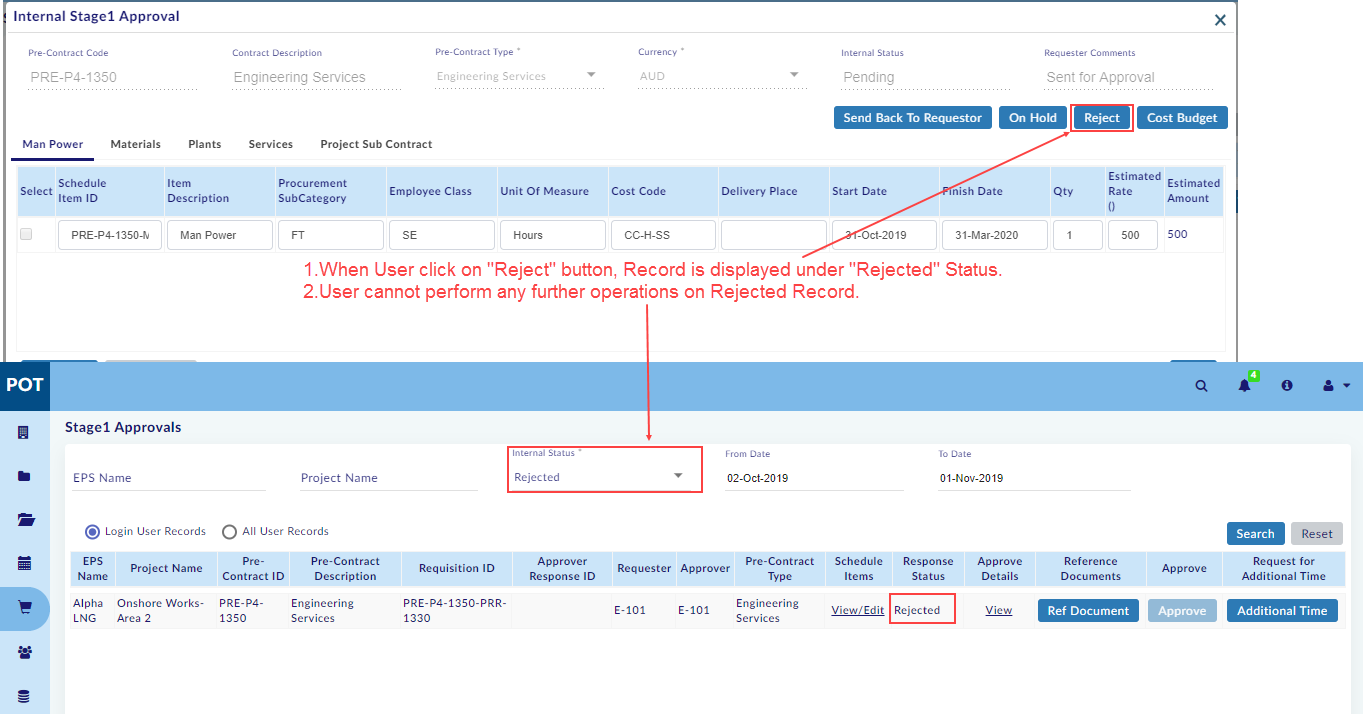 Internal Stage1 Approval
Pre-Contract Code Contract Description Pre-Contract Type * Currency * Internal Status Requester Comments
PRE-P4-1350 Engineering Services Engineering Services AUD Pending Sent for Approval
Send Back To Requestor On Hold Reject Cost Budget
Man Power Materials Plants Services Project Sub Contract
Select Schedule Item ID Item Description Procurement SubCategory Employee Class Unit Of Measure Cost Code Delivery Place Start Date Finish Date Qty Estimated Rate () Estimated Amount
PRE-P4-1350-M Man Power FT SE Hours CC-H-SS 31-Oct-2019 31-Mar-2020 1 500 500
1.When User click on "Reject" button, Record is displayed under "Rejected" Status.
2.User cannot perform any further operations on Rejected Record.
POT 4
Stage1 Approvals
Internal Status * From Date To Date
EPS Name Project Name Rejected 02-Oct-2019 01-Nov-2019
Login User Records All User Records
Search Reset
EPS Name Project Name Pre-Contract ID Pre-Contract Description Requisition ID Approver Response ID Requester Approver Pre-Contract Type Schedule Items Response Status Approve Details Reference Documents Approve Request for Additional Time
Alpha LNG Onshore Works-Area 2 PRE-P4-1350 Engineering Services PRE-P4-1350-PRR-1330 E-101 E-101 Engineering Services View/Edit Rejected View Ref Document Approve Additional Time